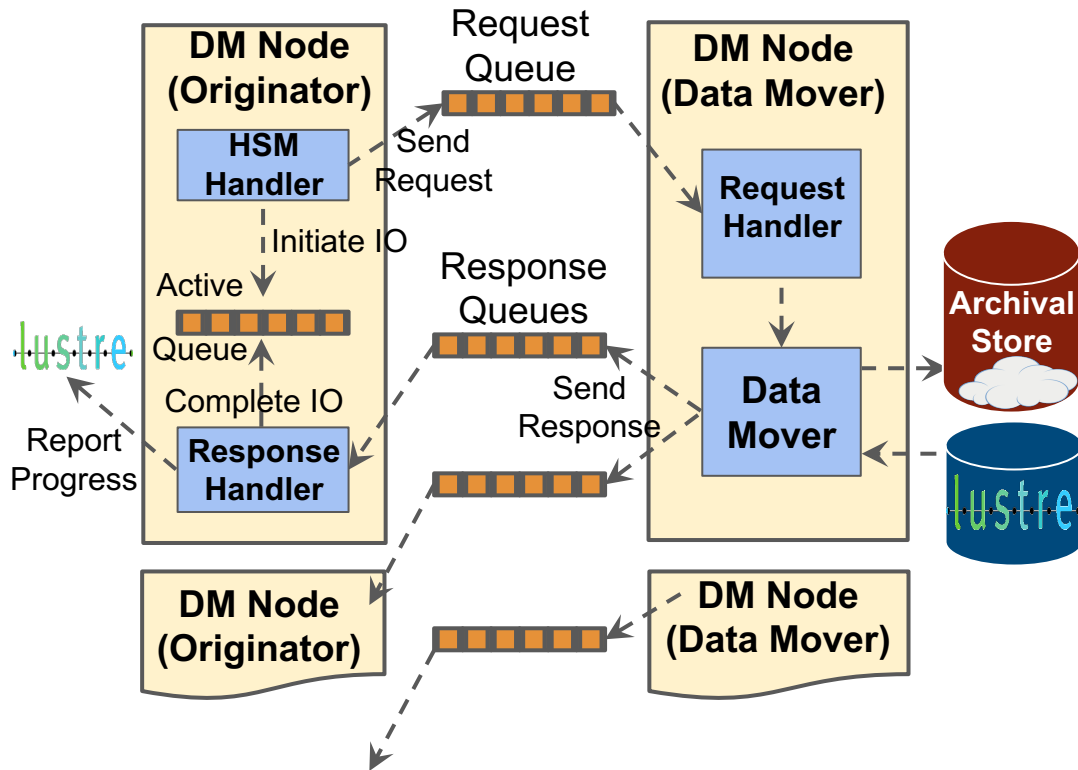 DM Node
(Originator)
HSM
Handler
Initiate IO
Active
Queue
Complete IO
Response
Handler
lustre
Report
Progress
Request
Queue
Send
Request
Response
Queues
Send
Response
DM Node
(Data Mover)
Request
Handler
Data
Mover
Archival
Store
lustre
DM Node
(Originator)
DM Node
(Data Mover)